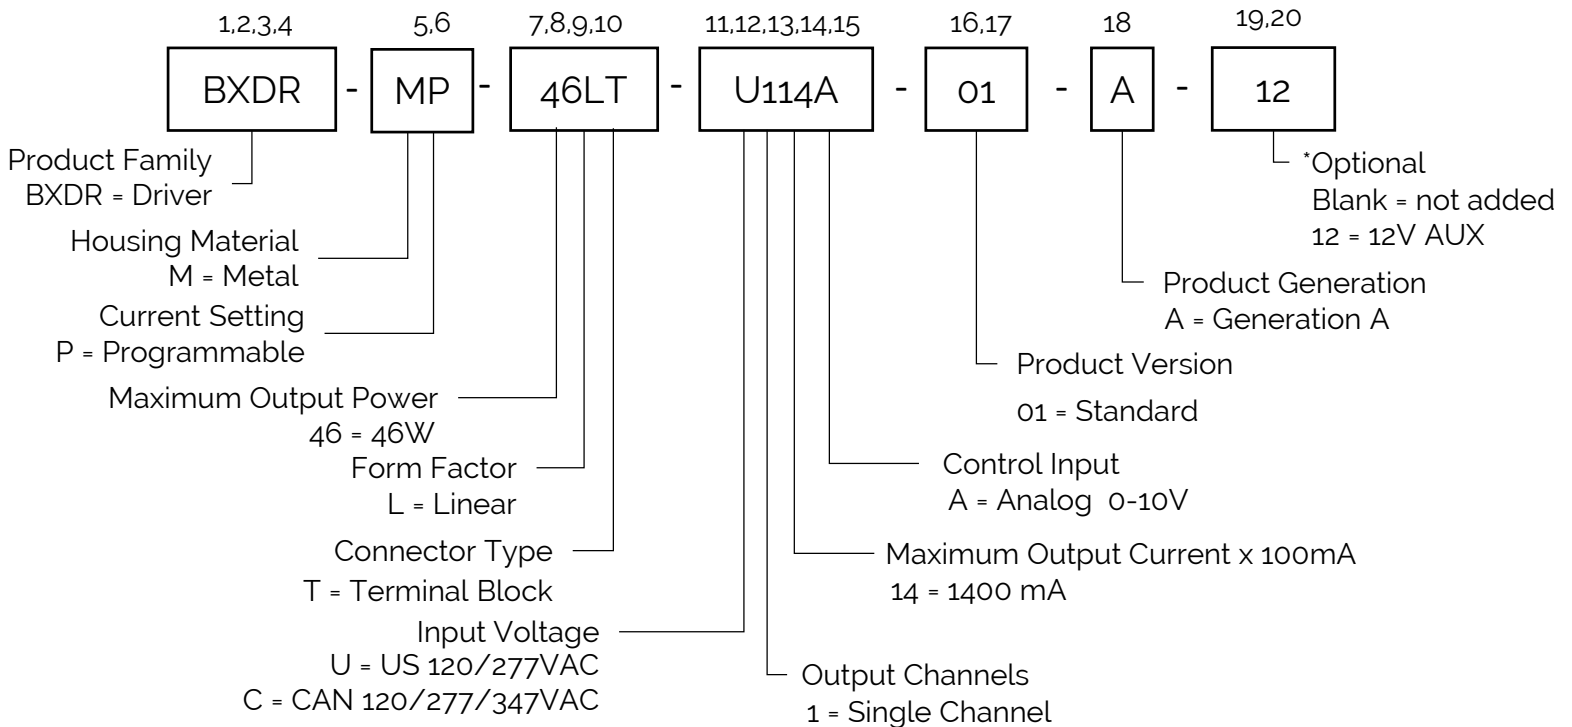 1,2,3,4 5,6 7,8,9,10 11,12,13,14,15 16,17 18 19,20
BXDR - MP - 46LT - U114A - 01 - A - 12
Product Family
BXDR = Driver
Housing Material
M = Metal
Current Setting
P = Programmable
Maximum Output Power
46 = 46W
Form Factor
L = Linear
Connector Type
T = Terminal Block
Input Voltage
U = US 120/277VAC
C = CAN 120/277/347VAC
Output Channels
1 = Single Channel
Maximum Output Current x 100mA
14 = 1400 mA
Control Input
A = Analog 0-10V
Product Version
01 = Standard
Product Generation
A = Generation A
*Optional
Blank = not added
12 = 12V AUX